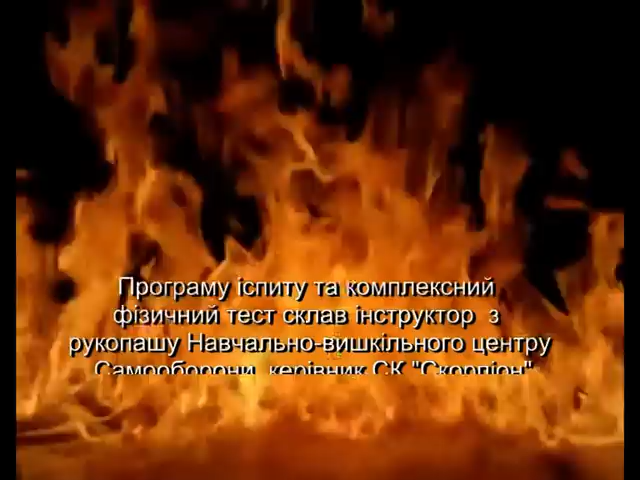 Програму іспиту та комплексний
фізичний тест склав інструктор з
рукопашу Навчально-вишкільного центру
Самооборони, керівник СК "Скорпіон"